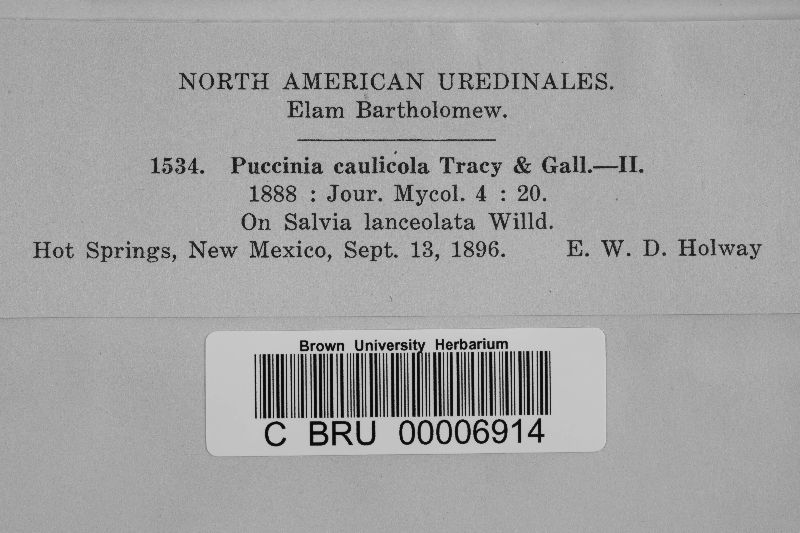 NORTH AMERICAN UREDINALES.
Elam Bartholomew.
1534. Puccinia caulicola Tracy & Gall.—II.
1888 : Jour. Mycol. 4 : 20.
On Salvia lanceolata Willd.
Hot Springs, New Mexico, Sept. 13, 1896. E. W. D. Holway
Brown University Herbarium
C BRU 00006914